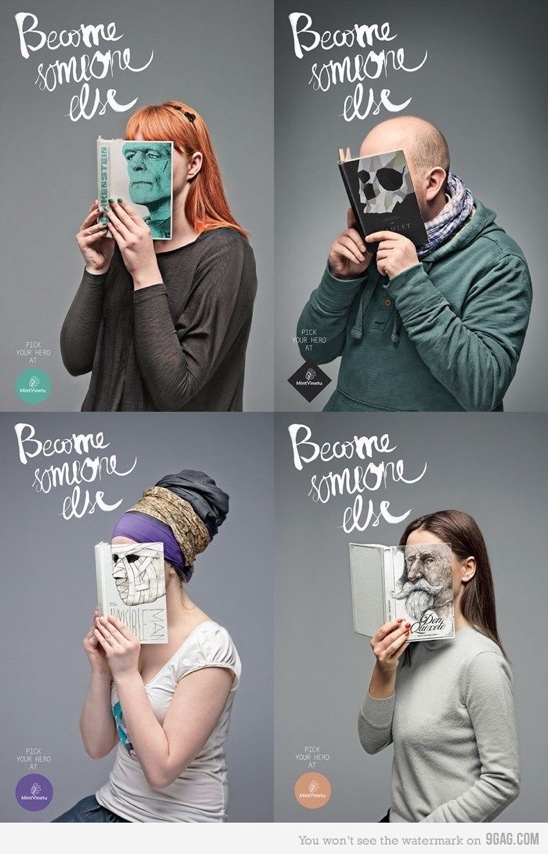 Become
someone
else
PICK
YOUR HERO
AT
MintVinetu
Become
someone
else
PICK
YOUR HERO
AT
MintVinetu
Become
someone
else
INVISIBLE
MAN
PICK
YOUR HERO
AT
MintVinetu
Become
someone
else
Don
Quixote
PICK
YOUR HERO
AT
MintVinetu
You won't see the watermark on 9GAG.COM